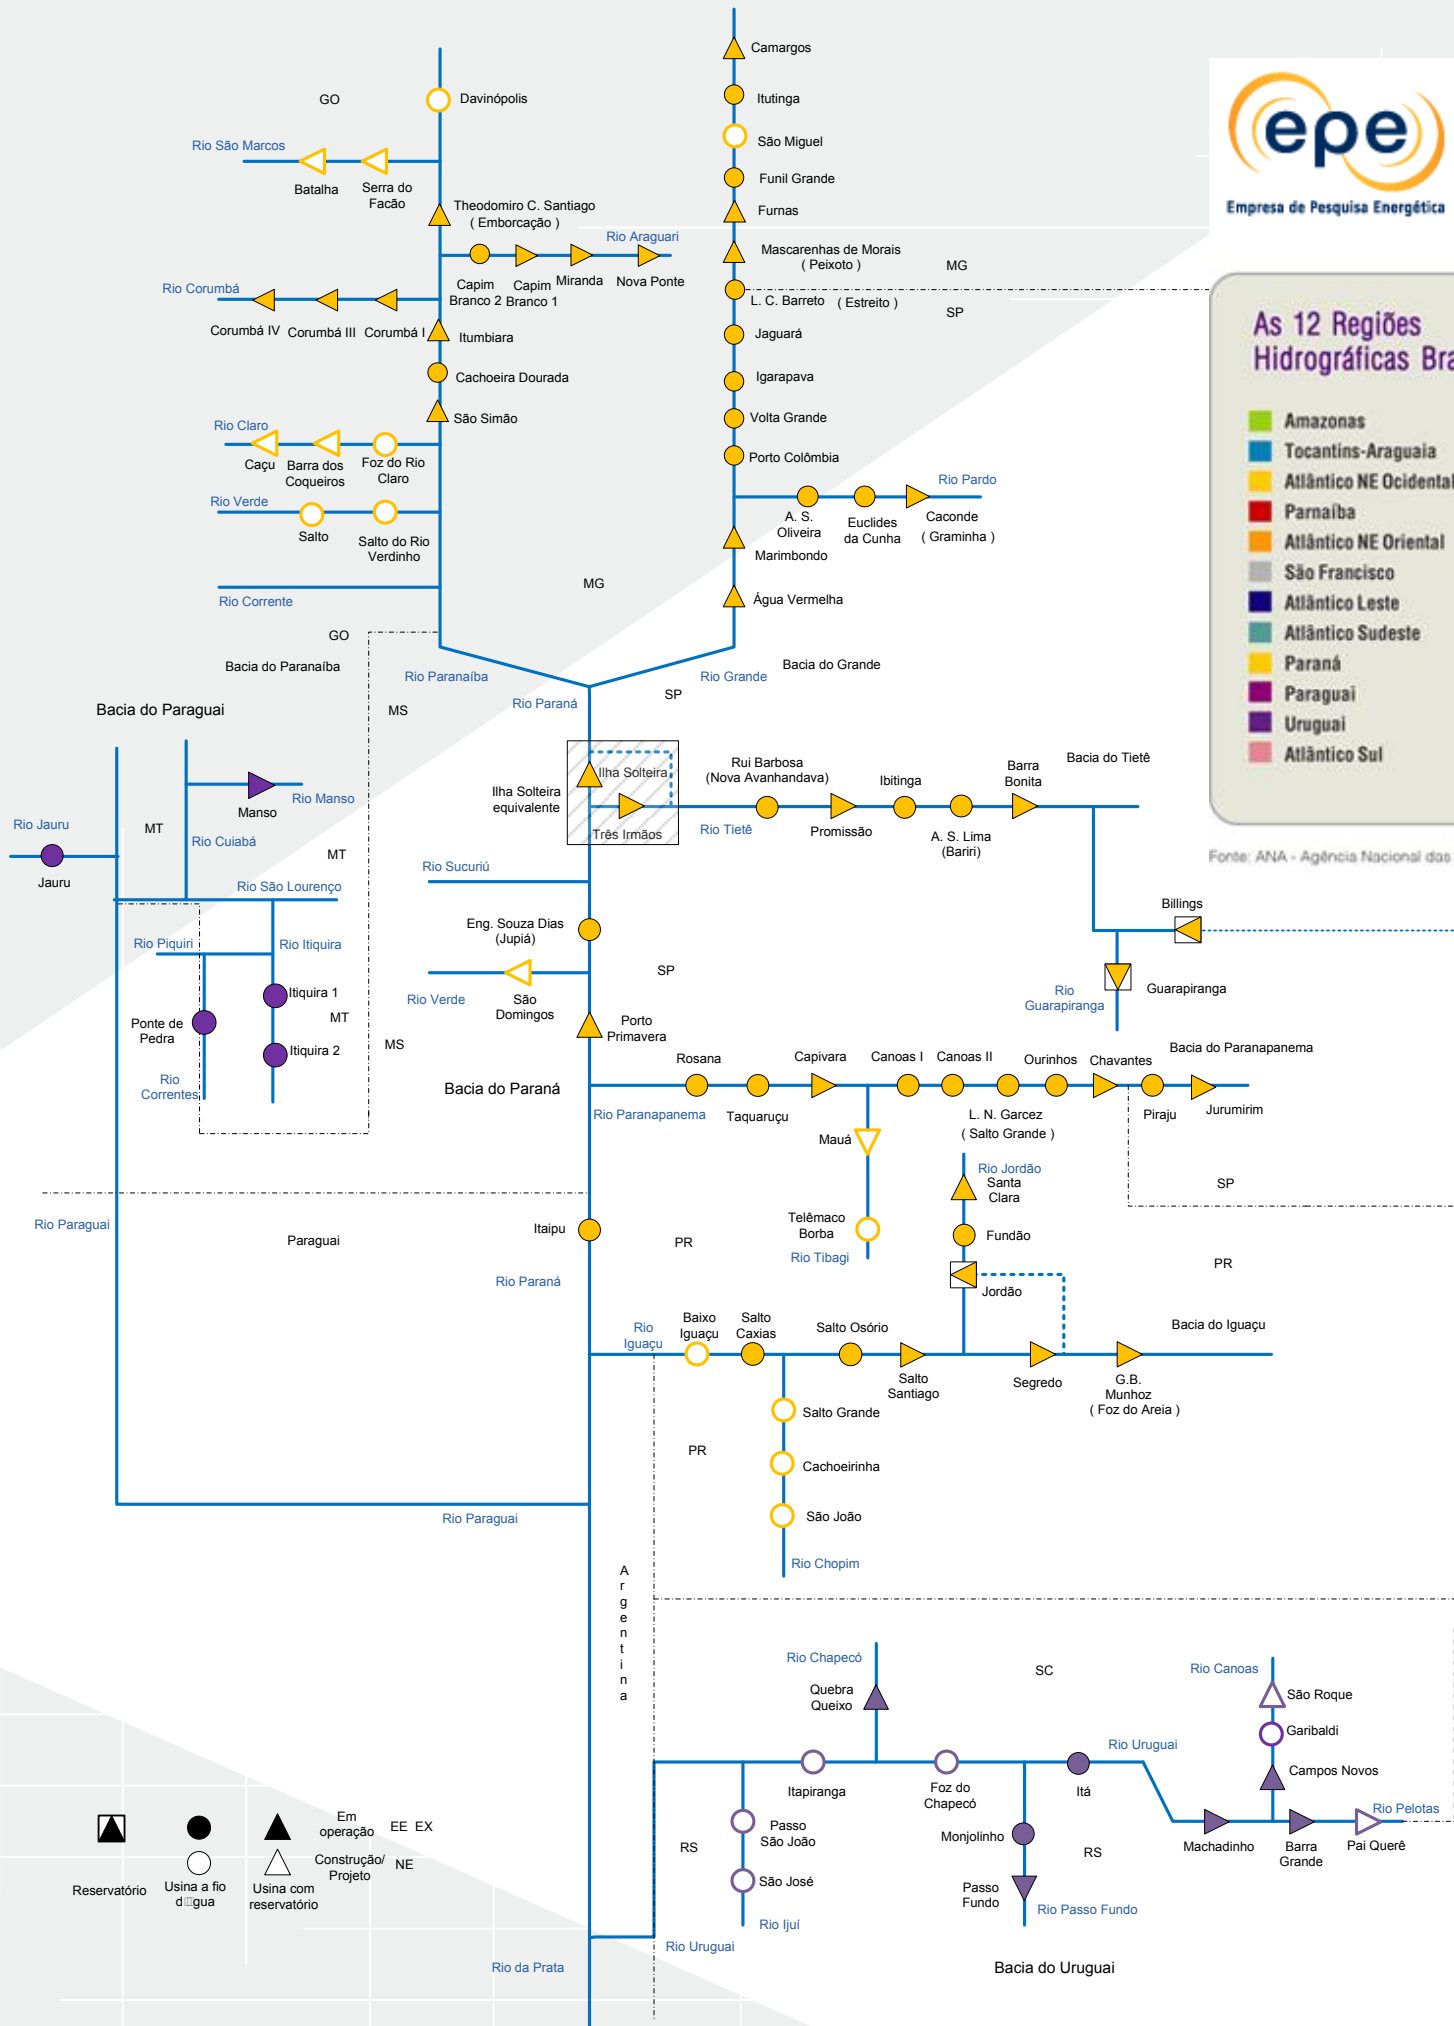 Camargos
Itutinga
São Miguel
Funil Grande
Furnas
Mascarenhas de Morais
( Peixoto )
MG
L. C. Barreto ( Estreito )
SP
Jaguará
Igarapava
Volta Grande
Porto Colômbia
Rio Pardo
A. S.
Oliveira
Euclides
da Cunha
Caconde
( Graminha )
Marimbondo
Água Vermelha
MG
Bacia do Grande
Rio Grande
GO
Davinópolis
Rio São Marcos
Batalha
Serra do
Facão
Theodomiro C. Santiago
( Emborcação )
Rio Araguari
Capim
Branco 2
Capim
Branco 1
Miranda
Nova Ponte
Rio Corumbá
Corumbá IV
Corumbá III
Corumbá I
Itumbiara
Cachoeira Dourada
São Simão
Rio Claro
Caçu
Barra dos
Coqueiros
Foz do Rio
Claro
Rio Verde
Salto
Salto do Rio
Verdinho
Rio Corrente
GO
Bacia do Paranaíba
Rio Paranaíba
MS
SP
Rio Paraná
epe
Empresa de Pesquisa Energética
As 12 Regiões
Hidrográficas Bra
Amazonas
Tocantins-Araguaia
Atlântico NE Ocidental
Parnaíba
Atlântico NE Oriental
São Francisco
Atlântico Leste
Atlântico Sudeste
Paraná
Paraguai
Uruguai
Atlântico Sul
Fonte: ANA - Agência Nacional das
Bacia do Paraguai
Manso
Rio Manso
Rio Jauru
MT
Rio Cuiabá
MT
Jauru
Rio São Lourenço
Rio Piquiri
Rio Itiquira
Itiquira 1
MT
Ponte de
Pedra
Itiquira 2
MS
Rio
Correntes
Ilha Solteira
Ilha Solteira
equivalente
Três Irmãos
Rui Barbosa
(Nova Avanhandava)
Ibitinga
Barra
Bonita
Bacia do Tietê
Rio Tietê
Promissão
A. S. Lima
(Bariri)
Rio Sucuriú
Eng. Souza Dias
(Jupiá)
SP
Rio Verde
São
Domingos
Porto
Primavera
Billings
Rio
Guarapiranga
Guarapiranga
Bacia do Paraná
Rosana
Capivara
Canoas I
Canoas II
Ourinhos
Chavantes
Bacia do Paranapanema
Rio Paranapanema
Taquaruçu
L. N. Garcez
( Salto Grande )
Piraju
Jurumirim
Mauá
Rio Jordão
Santa
Clara
SP
Telêmaco
Borba
Fundão
Rio Tibagi
Jordão
PR
PR
Rio Paraguai
Paraguai
Itaipu
Rio Paraná
Rio
Iguaçu
Baixo
Iguaçu
Salto
Caxias
Salto Osório
Bacia do Iguaçu
Salto
Santiago
Segredo
G.B.
Munhoz
( Foz do Areia )
Salto Grande
PR
Cachoeirinha
São João
Rio Chopim
Rio Paraguai
Argentina
Rio Chapecó
SC
Rio Canoas
Quebra
Queixo
São Roque
Garibaldi
Rio Uruguai
Campos Novos
Itapiranga
Foz do
Chapecó
Itá
Rio Pelotas
Passo
São João
Monjolinho
Machadinho
Barra
Grande
Pai Querê
RS
RS
São José
Passo
Fundo
Rio Passo Fundo
Rio Ijuí
Rio Uruguai
Rio da Prata
Bacia do Uruguai
Em
operação
EE EX
Construção/
Projeto
NE
Reservatório
Usina a fio
Usina com
reservatório